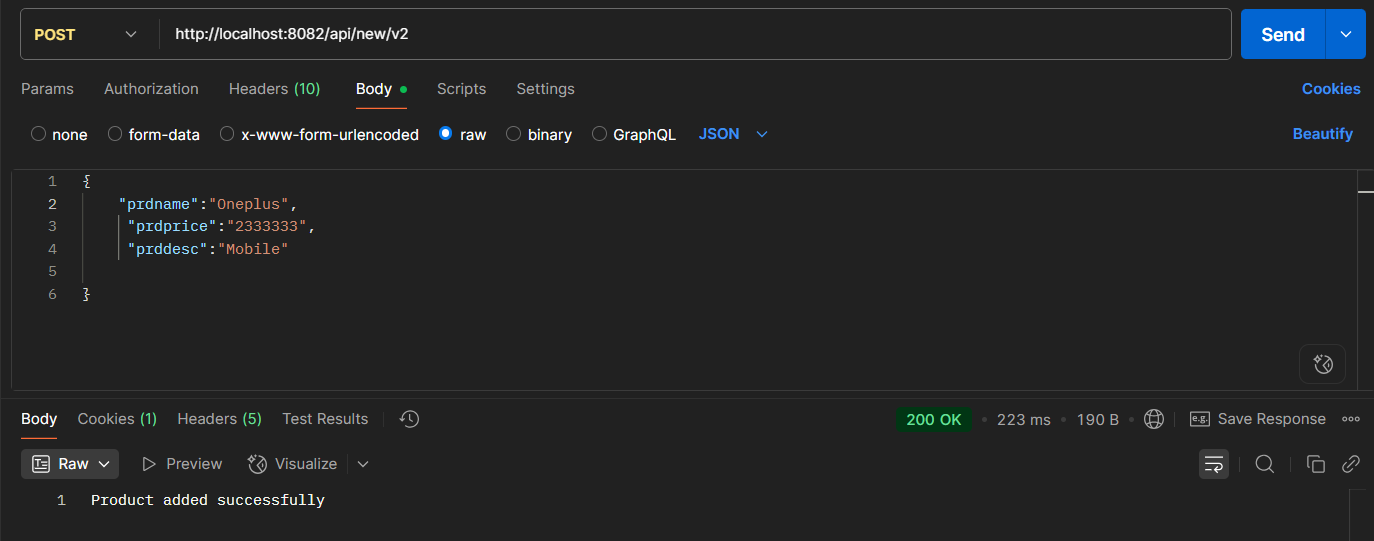 POST http://localhost:8082/api/new/v2 Send
Params Authorization Headers (10) Body Scripts Settings Cookies
none form-data x-www-form-urlencoded raw binary GraphQL JSON Beautify
1 {
2 "prdname":"Oneplus",
3 "prdprice":"2333333",
4 "prddesc":"Mobile"
5
6 }
Body Cookies (1) Headers (5) Test Results 200 OK • 223 ms • 190 B • e.g. Save Response
Raw Preview Visualize
1 Product added successfully